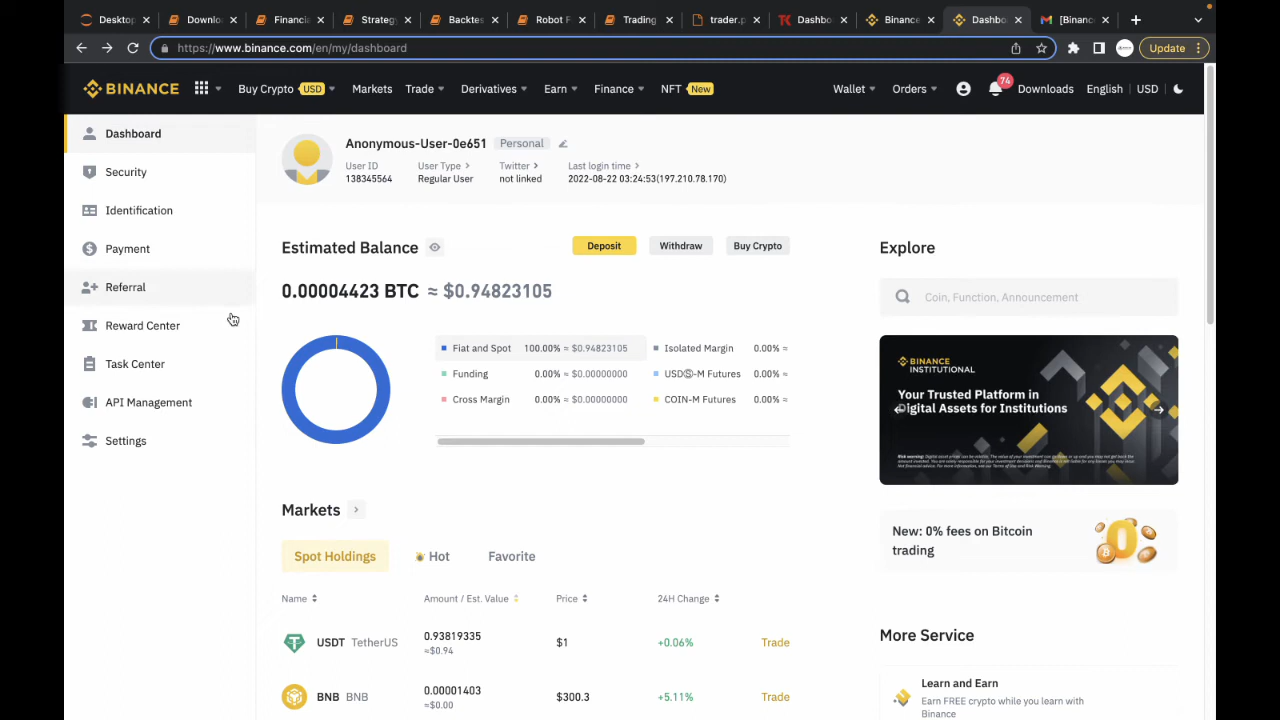 Desktop
Downlo
Financia
Strategy
Backtes
Robot F
Trading
trader.p
Dashbo
Binance
Dashbo
[Binanc
https://www.binance.com/en/my/dashboard
Update
BINANCE
Buy Crypto USD
Markets
Trade
Derivatives
Earn
Finance
NFT New
Wallet
Orders
74
Downloads
English
USD
Dashboard
Security
Identification
Payment
Referral
Reward Center
Task Center
API Management
Settings
Anonymous-User-0e651 Personal
User ID
138345564
User Type
Regular User
Twitter
not linked
Last login time
2022-08-22 03:24:53(197.210.78.170)
Estimated Balance
Deposit
Withdraw
Buy Crypto
0.00004423 BTC ≈ $0.94823105
Fiat and Spot 100.00% ≈ $0.94823105
Funding 0.00% ≈ $0.00000000
Cross Margin 0.00% ≈ $0.00000000
Isolated Margin 0.00% ≈
USDⓈ-M Futures 0.00% ≈
COIN-M Futures 0.00% ≈
Markets
Spot Holdings
Hot
Favorite
Name Amount / Est. Value Price 24H Change
USDT TetherUS 0.93819335 $1 +0.06% Trade
≈$0.94
BNB BNB 0.00001403 $300.3 +5.11% Trade
≈$0.00
Explore
Coin, Function, Announcement
BINANCE
INSTITUTIONAL
Your Trusted Platform in
Digital Assets for Institutions
New: 0% fees on Bitcoin
trading
More Service
Learn and Earn
Earn FREE crypto while you learn with
Binance